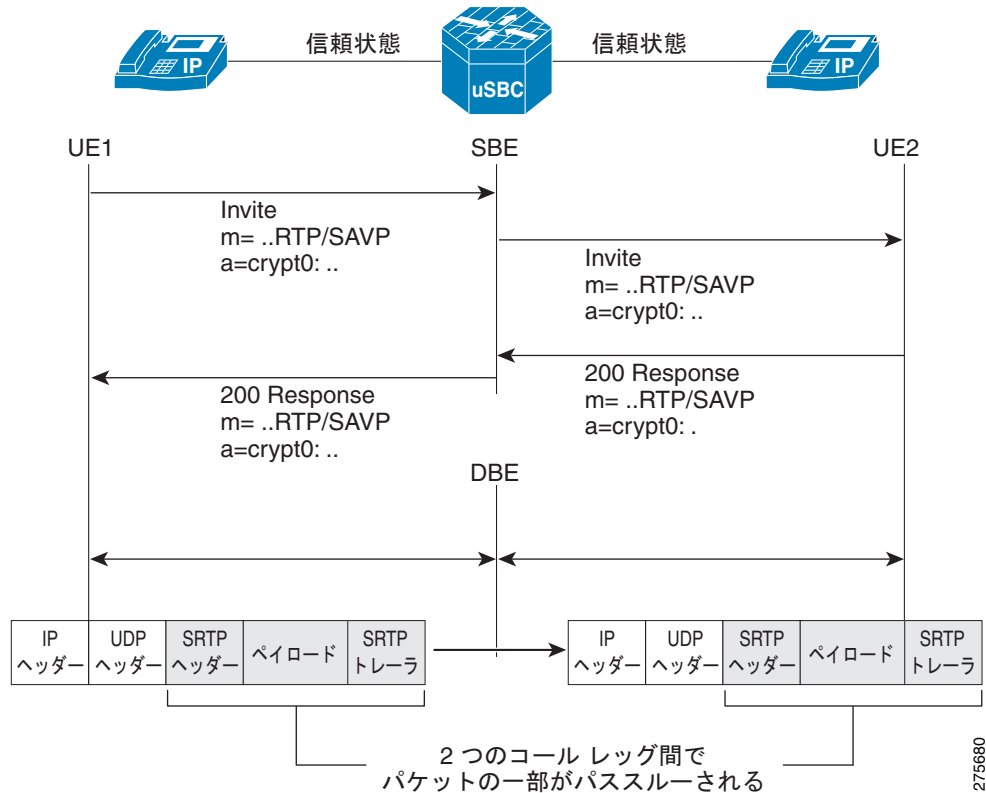 信頼状態
信頼状態
IP
uSBC
IP
UE1
SBE
UE2
Invite
m= ..RTP/SAVP
a=crypt0: ..
Invite
m= ..RTP/SAVP
a=crypt0: ..
200 Response
m= ..RTP/SAVP
a=crypt0: .
200 Response
m= ..RTP/SAVP
a=crypt0: ..
DBE
IP
ヘッダー
UDP
ヘッダー
SRTP
ヘッダー
ペイロード
SRTP
トレーラ
IP
ヘッダー
UDP
ヘッダー
SRTP
ヘッダー
ペイロード
SRTP
トレーラ
2 つのコール レッグ間で
パケットの一部がパススルーされる
275680